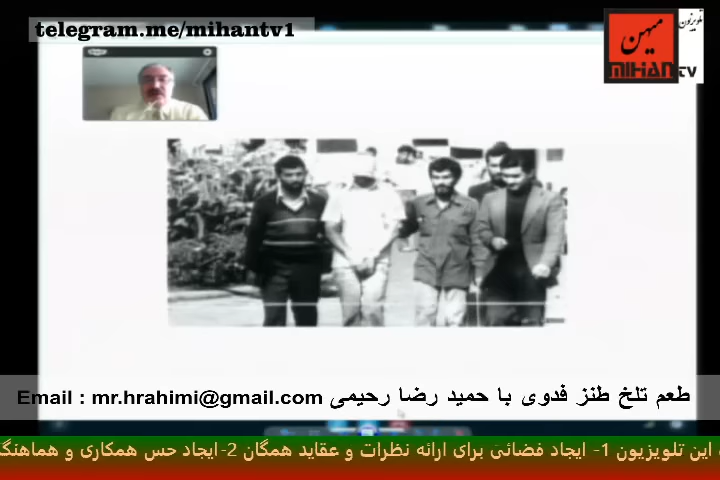 telegram.me/mihantv1
تلویزیون
میهن
MIHAN tv
طعم تلخ طنز فدوی با حمید رضا رحیمی Email : mr.hrahimi@gmail.com
این تلویزیون 1- ایجاد فضائی برای ارائه نظرات و عقاید همگان 2-ایجاد حس همکاری و هماهنگ